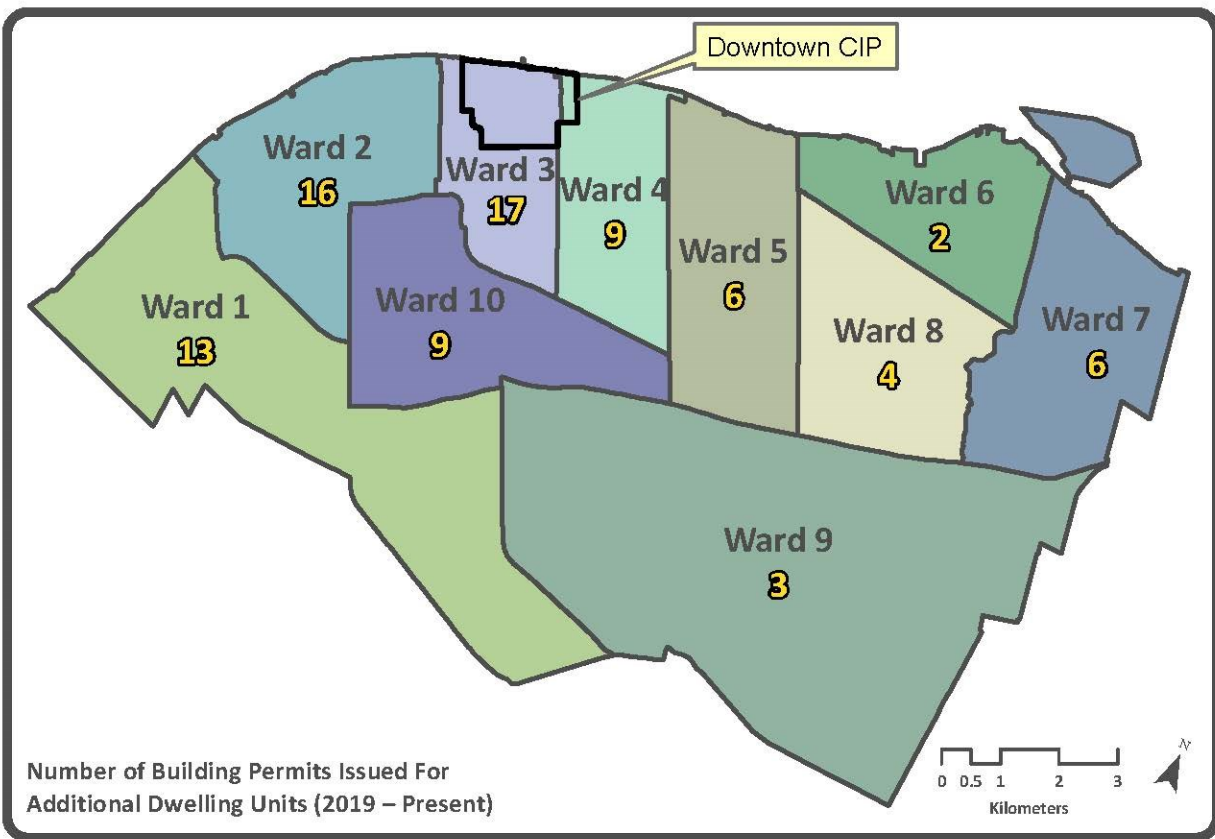 Downtown CIP
Ward 2
16
Ward 3
17
Ward 4
9
Ward 5
6
Ward 6
2
Ward 1
13
Ward 10
9
Ward 8
4
Ward 7
6
Ward 9
3
Number of Building Permits Issued For
Additional Dwelling Units (2019 – Present)
N
0 0.5 1 2 3
Kilometers